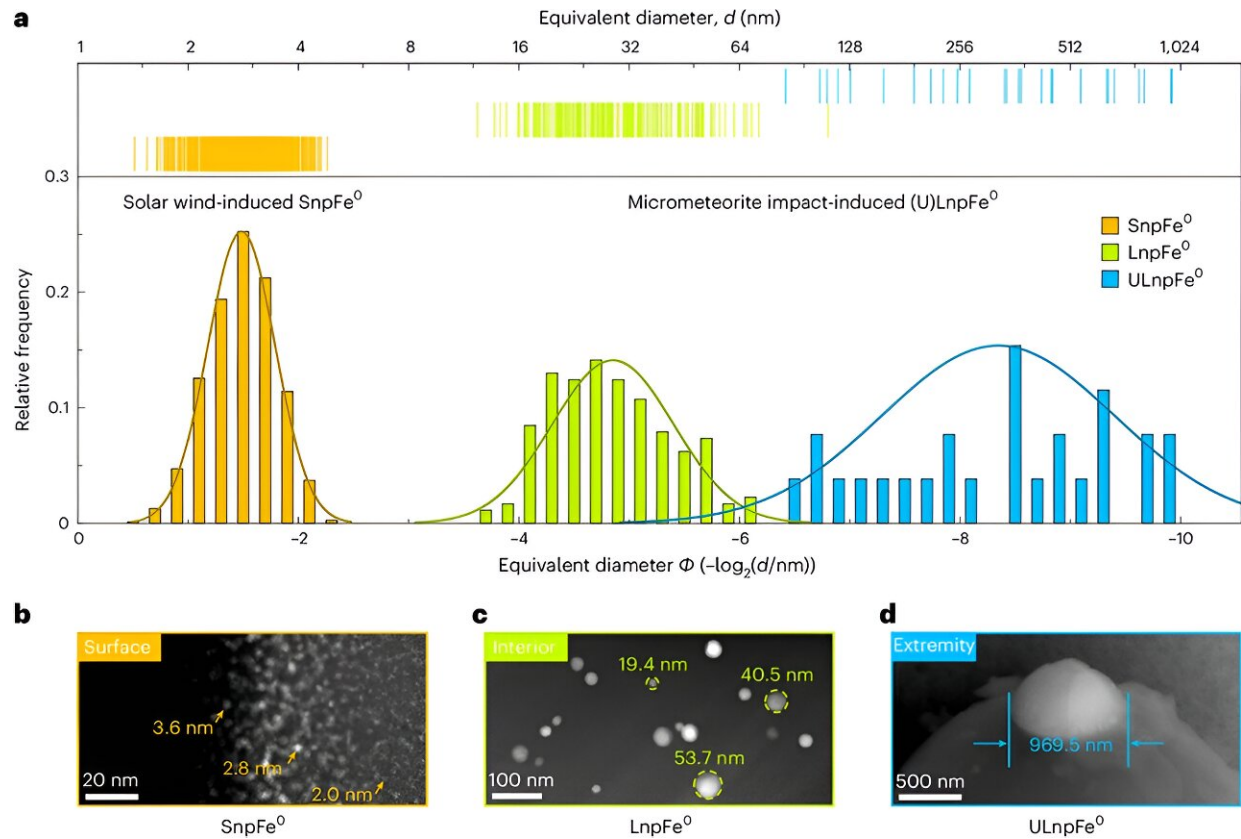 a
Equivalent diameter, d (nm)
1 2 4 8 16 32 64 128 256 512 1,024
0.3
Solar wind-induced SnpFe⁰
Micrometeorite impact-induced (U)LnpFe⁰
SnpFe⁰
LnpFe⁰
ULnpFe⁰
Relative frequency
0.2
0.1
0
0 −2 −4 −6 −8 −10
Equivalent diameter Φ (−log₂(d/nm))
b
Surface
3.6 nm
2.8 nm
2.0 nm
20 nm
SnpFe⁰
c
Interior
19.4 nm
40.5 nm
53.7 nm
100 nm
LnpFe⁰
d
Extremity
969.5 nm
500 nm
ULnpFe⁰